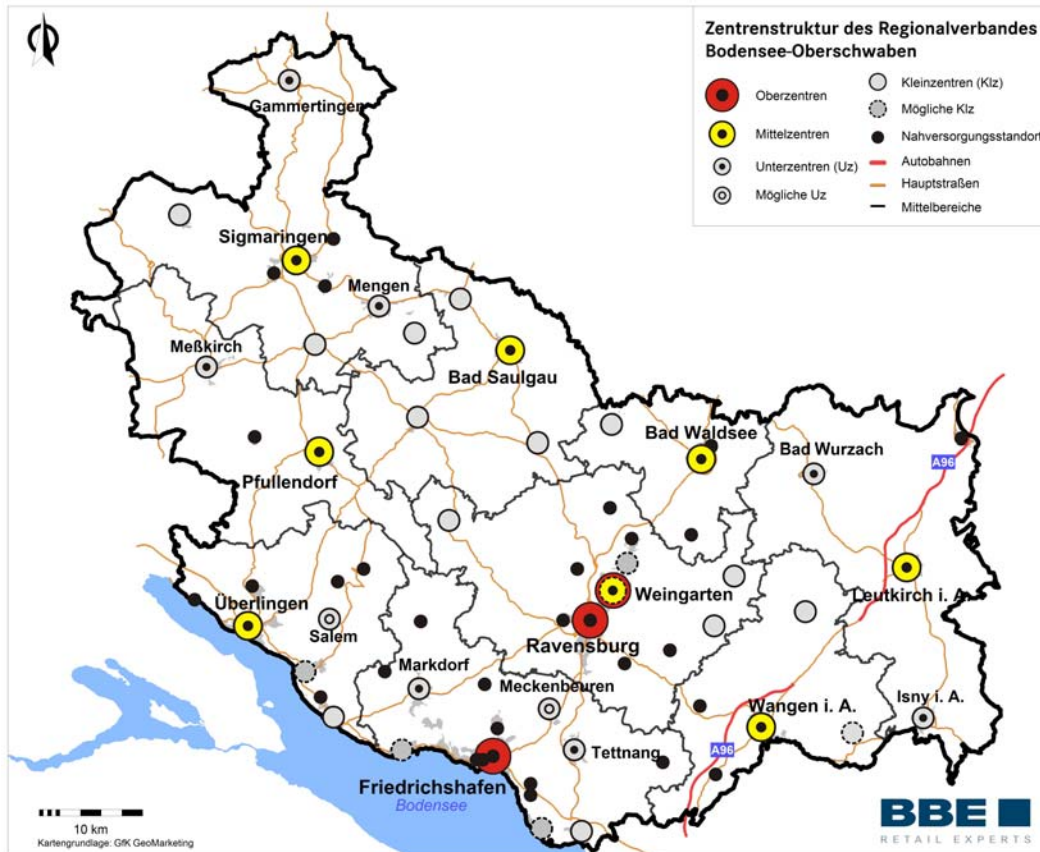 Zentrenstruktur des Regionalverbandes
Bodensee-Oberschwaben
Oberzentren
Mittelzentren
Unterzentren (Uz)
Mögliche Uz
Kleinzentren (Klz)
Mögliche Klz
Nahversorgungsstandort
Autobahnen
Hauptstraßen
Mittelbereiche
Gammertingen
Sigmaringen
Mengen
Meßkirch
Bad Saulgau
Bad Waldsee
Bad Wurzach
A96
Pfullendorf
Leutkirch i. A.
Weingarten
Überlingen
Salem
Ravensburg
Markdorf
Meckenbeuren
Wangen i. A.
Isny i. A.
A96
Tettnang
Friedrichshafen
Bodensee
10 km
Kartengrundlage: GfK GeoMarketing
BBE
RETAIL EXPERTS